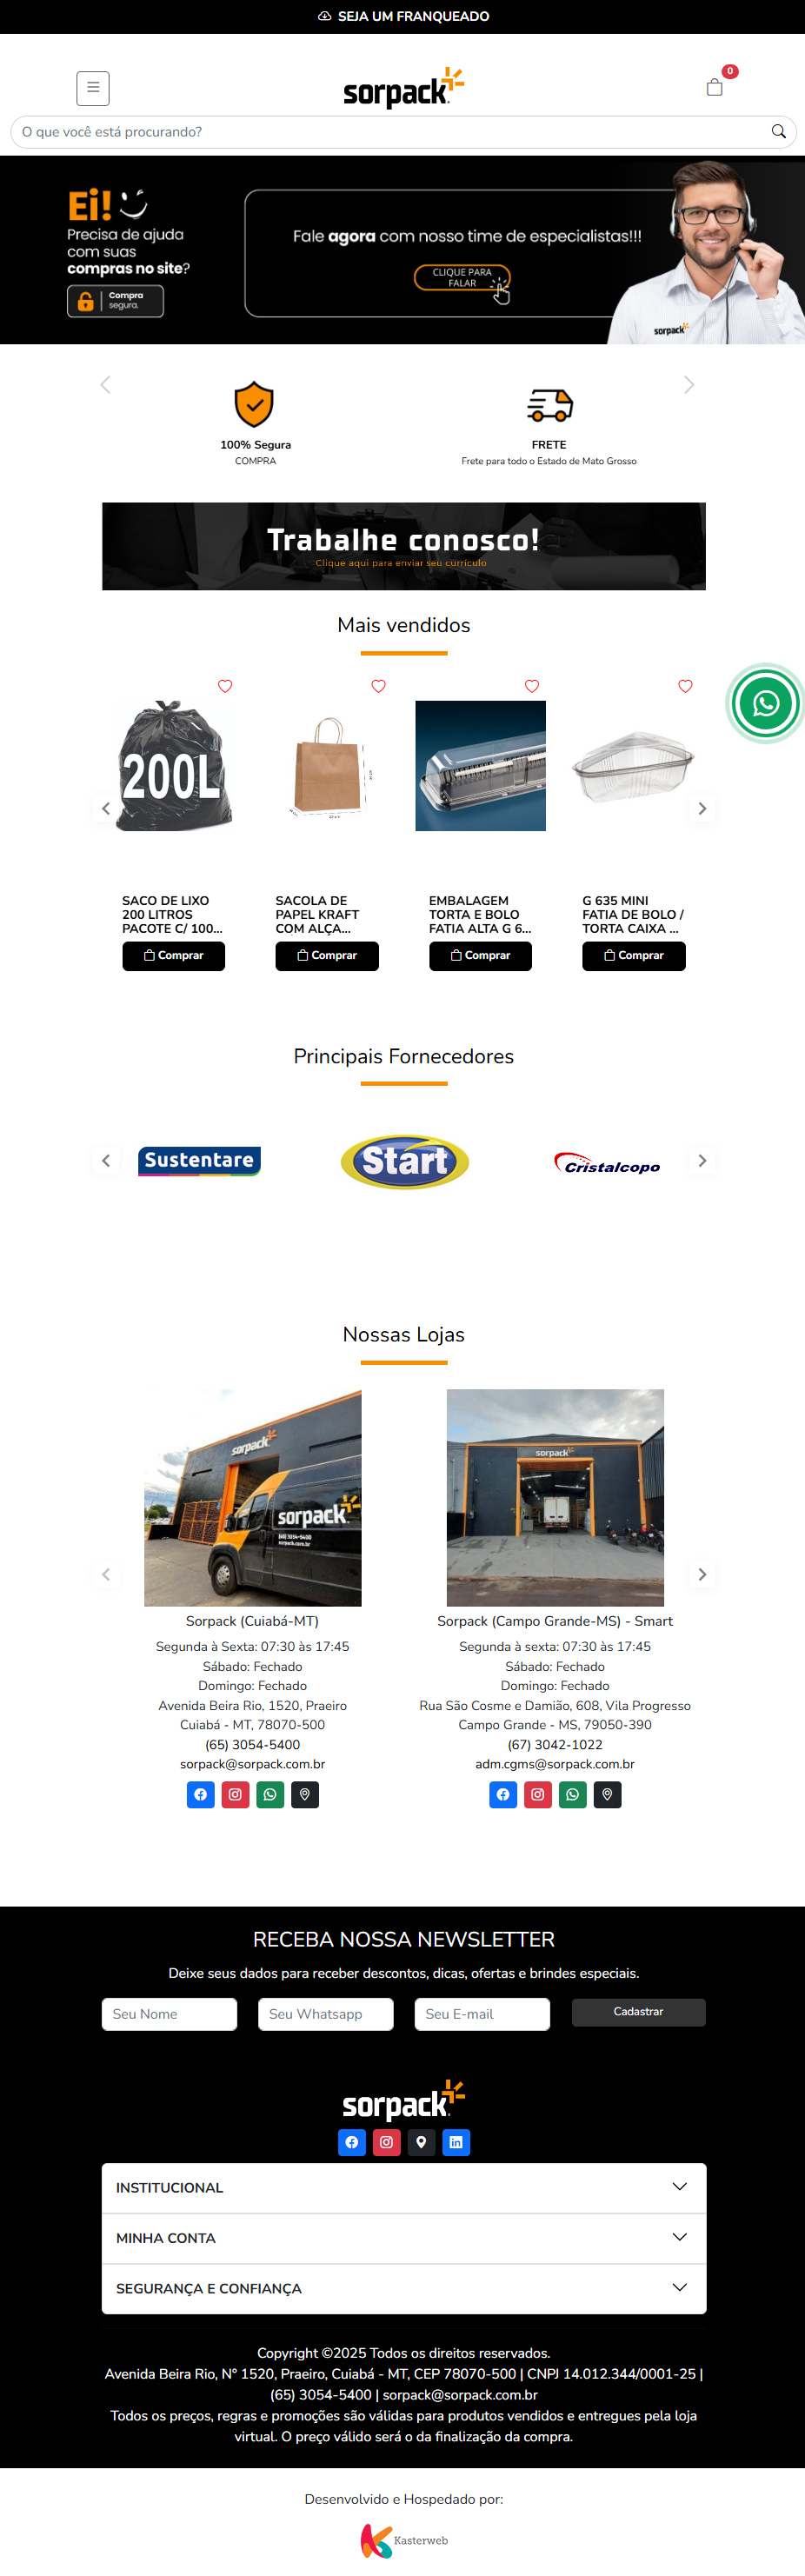 SEJA UM FRANQUEADO
sorpack
0
O que você está procurando?
Ei!
Precisa de ajuda
com suas
compras no site?
Compra
segura.
Fale agora com nosso time de especialistas!!!
CLIQUE PARA
FALAR
sorpack
100% Segura
COMPRA
FRETE
Frete para todo o Estado de Mato Grosso
Trabalhe conosco!
Clique aqui para enviar seu currículo
Mais vendidos
200L
SACO DE LIXO
200 LITROS
PACOTE C/ 100...
Comprar
SACOLA DE
PAPEL KRAFT
COM ALÇA...
Comprar
EMBALAGEM
TORTA E BOLO
FATIA ALTA G 6...
Comprar
G 635 MINI
FATIA DE BOLO /
TORTA CAIXA ...
Comprar
Principais Fornecedores
Sustentare
Start
Cristalcopo
Nossas Lojas
sorpack
sorpack
(65) 3054-5400
sorpack.com.br
sorpack
Sorpack (Cuiabá-MT)
Segunda à Sexta: 07:30 às 17:45
Sábado: Fechado
Domingo: Fechado
Avenida Beira Rio, 1520, Praeiro
Cuiabá - MT, 78070-500
(65) 3054-5400
sorpack@sorpack.com.br
Sorpack (Campo Grande-MS) - Smart
Segunda à sexta: 07:30 às 17:45
Sábado: Fechado
Domingo: Fechado
Rua São Cosme e Damião, 608, Vila Progresso
Campo Grande - MS, 79050-390
(67) 3042-1022
adm.cgms@sorpack.com.br
RECEBA NOSSA NEWSLETTER
Deixe seus dados para receber descontos, dicas, ofertas e brindes especiais.
Seu Nome
Seu Whatsapp
Seu E-mail
Cadastrar
sorpack
INSTITUCIONAL
MINHA CONTA
SEGURANÇA E CONFIANÇA
Copyright ©2025 Todos os direitos reservados.
Avenida Beira Rio, N° 1520, Praeiro, Cuiabá - MT, CEP 78070-500 | CNPJ 14.012.344/0001-25 |
(65) 3054-5400 | sorpack@sorpack.com.br
Todos os preços, regras e promoções são válidas para produtos vendidos e entregues pela loja
virtual. O preço válido será o da finalização da compra.
Desenvolvido e Hospedado por:
Kasterweb